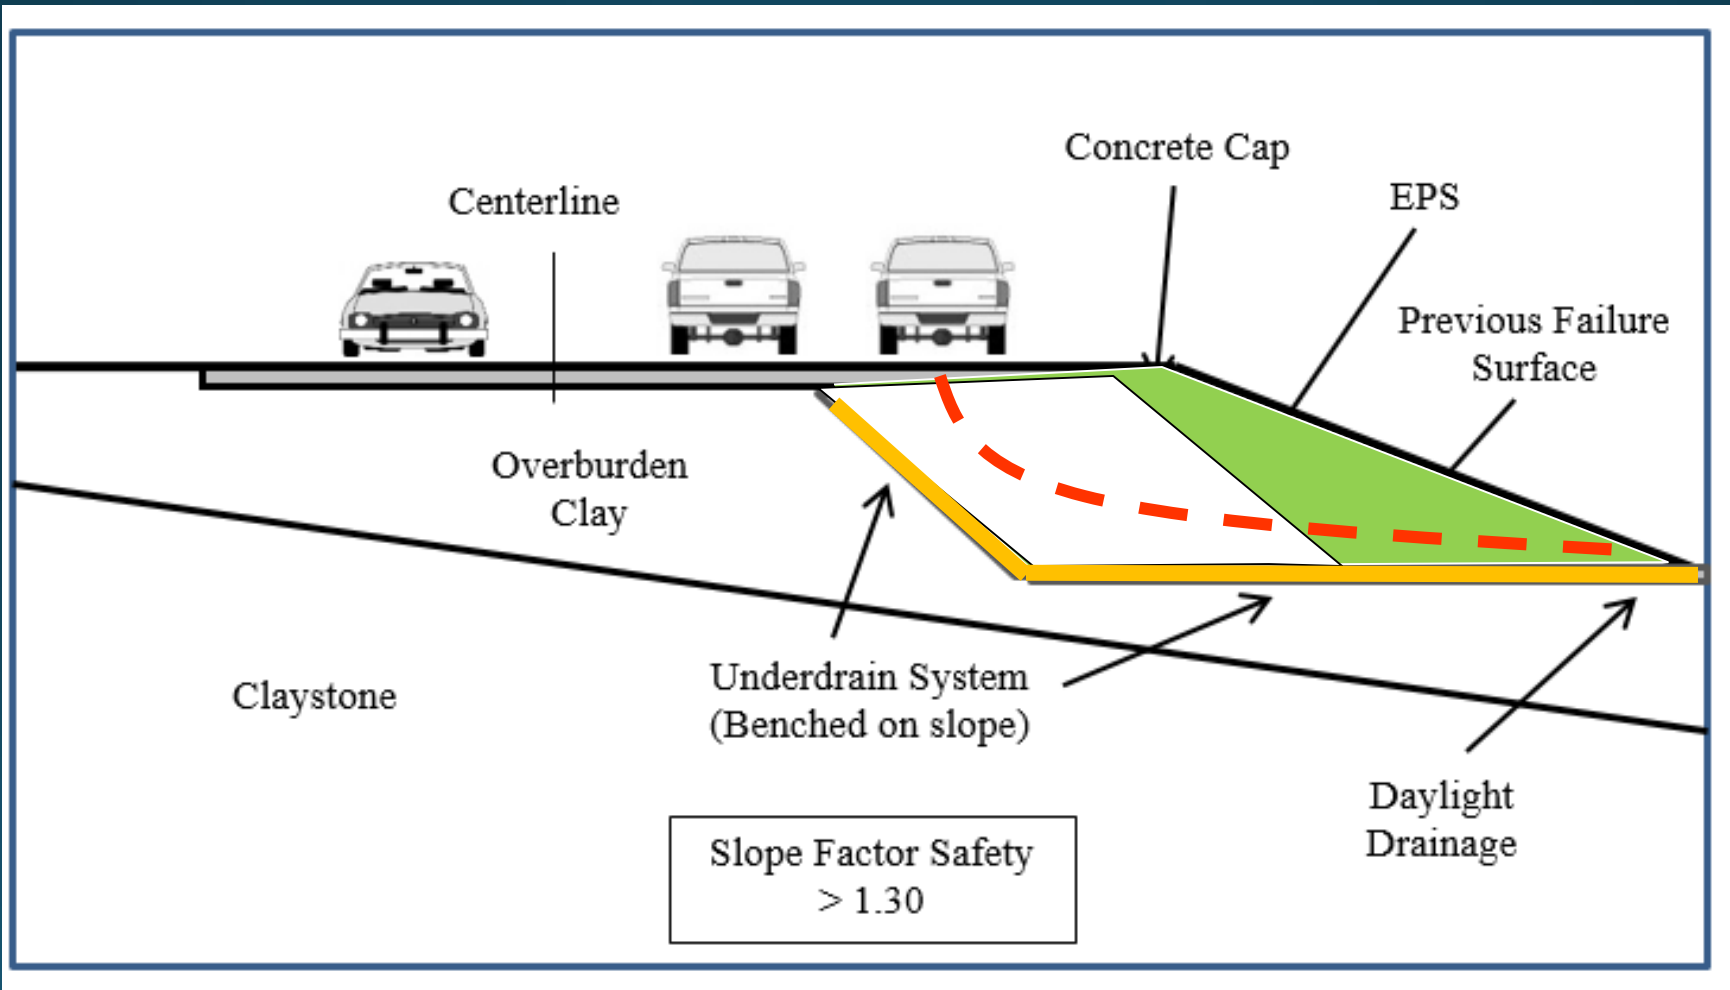 Concrete Cap
EPS
Centerline
Previous Failure
Surface
Overburden
Clay
Underdrain System
(Benched on slope)
Claystone
Daylight
Drainage
Slope Factor Safety
> 1.30